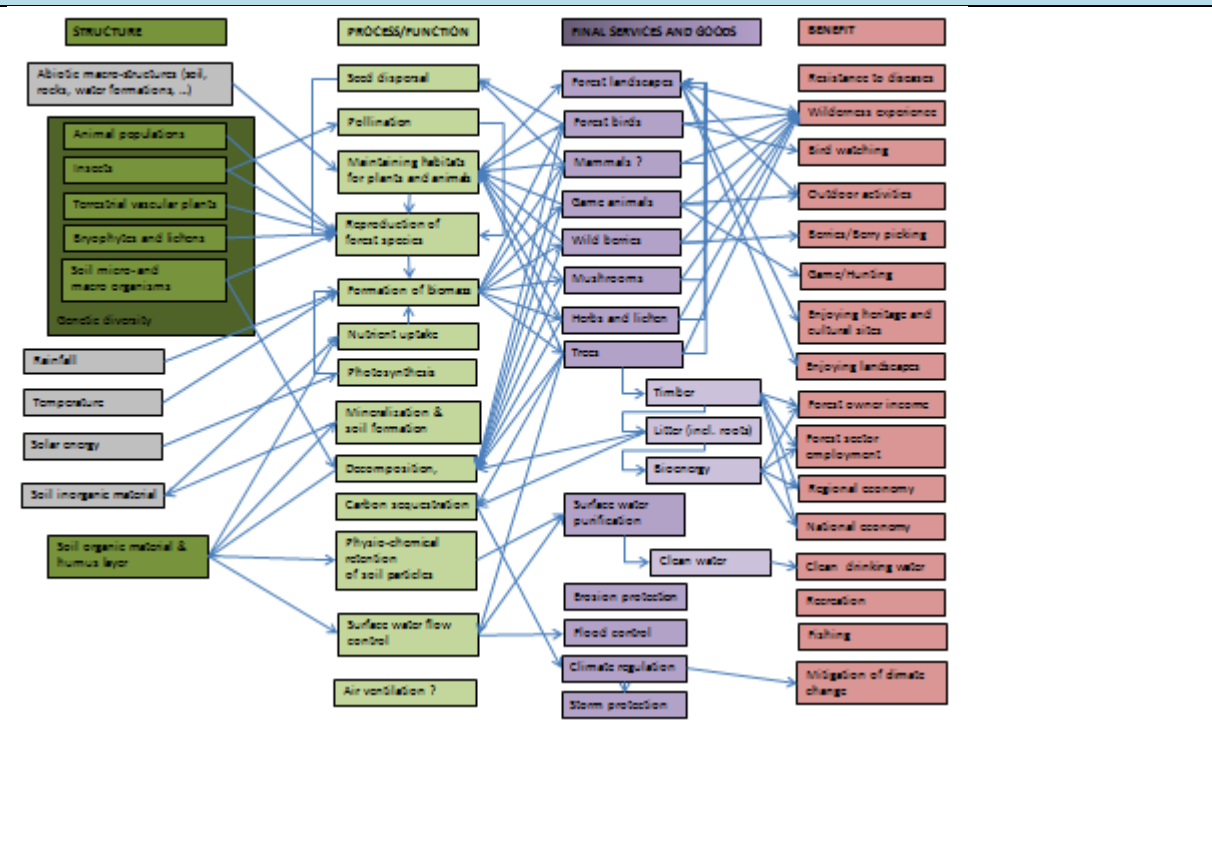 STRUCTURE
Abiotic macro-structures (soil,
rocks, water formations, ...)
Animal populations
Insects
Terrestrial vascular plants
Bryophytes and lichens
Soil micro- and
macro organisms
Genetic diversity
Rainfall
Temperature
Solar energy
Soil inorganic material
Soil organic material &
humus layer
PROCESS/FUNCTION
Seed dispersal
Pollination
Maintaining habitats
for plants and animals
Reproduction of
forest species
Formation of biomass
Nutrient uptake
Photosynthesis
Mineralization &
soil formation
Decomposition,
Carbon sequestration
Physio-chemical
retention
of soil particles
Surface water flow
control
Air ventilation ?
FINAL SERVICES AND GOODS
Forest landscapes
Forest birds
Mammals ?
Game animals
Wild berries
Mushrooms
Herbs and lichen
Trees
Timber
Litter (incl. roots)
Bioenergy
Surface water
purification
Clean water
Erosion protection
Flood control
Climate regulation
Storm protection
BENEFIT
Resistance to diseases
Wilderness experience
Bird watching
Outdoor activities
Berries/Berry picking
Game/Hunting
Enjoying heritage and
cultural sites
Enjoying landscapes
Forest owner income
Forest sector
employment
Regional economy
National economy
Clean drinking water
Recreation
Fishing
Mitigation of climate
change